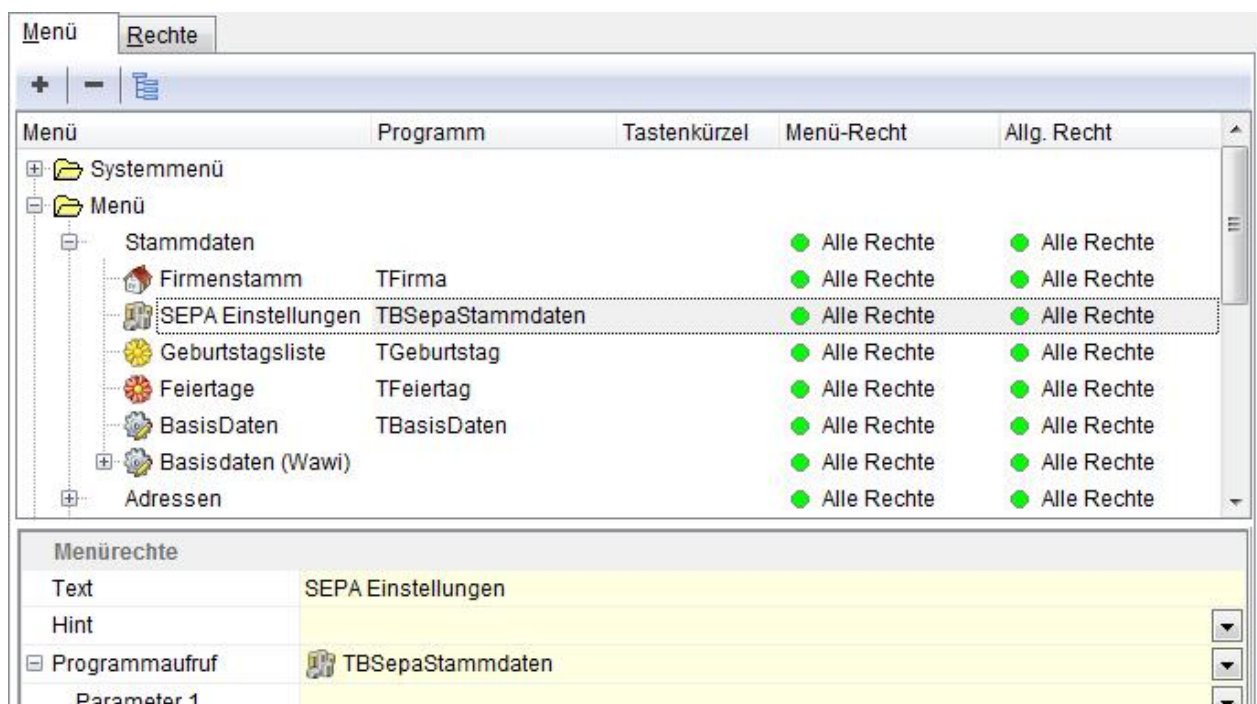 Menü Rechte
Menü Programm Tastenkürzel Menü-Recht Allg. Recht
Systemmenü
Menü
Stammdaten Alle Rechte Alle Rechte
Firmenstamm TFirma Alle Rechte Alle Rechte
SEPA Einstellungen TBSepaStammdaten Alle Rechte Alle Rechte
Geburtstagsliste TGeburtstag Alle Rechte Alle Rechte
Feiertage TFeiertag Alle Rechte Alle Rechte
BasisDaten TBasisDaten Alle Rechte Alle Rechte
Basisdaten (Wawi) Alle Rechte Alle Rechte
Adressen Alle Rechte Alle Rechte
Menürechte
Text SEPA Einstellungen
Hint
Programmaufruf TBSepaStammdaten
Parameter 1